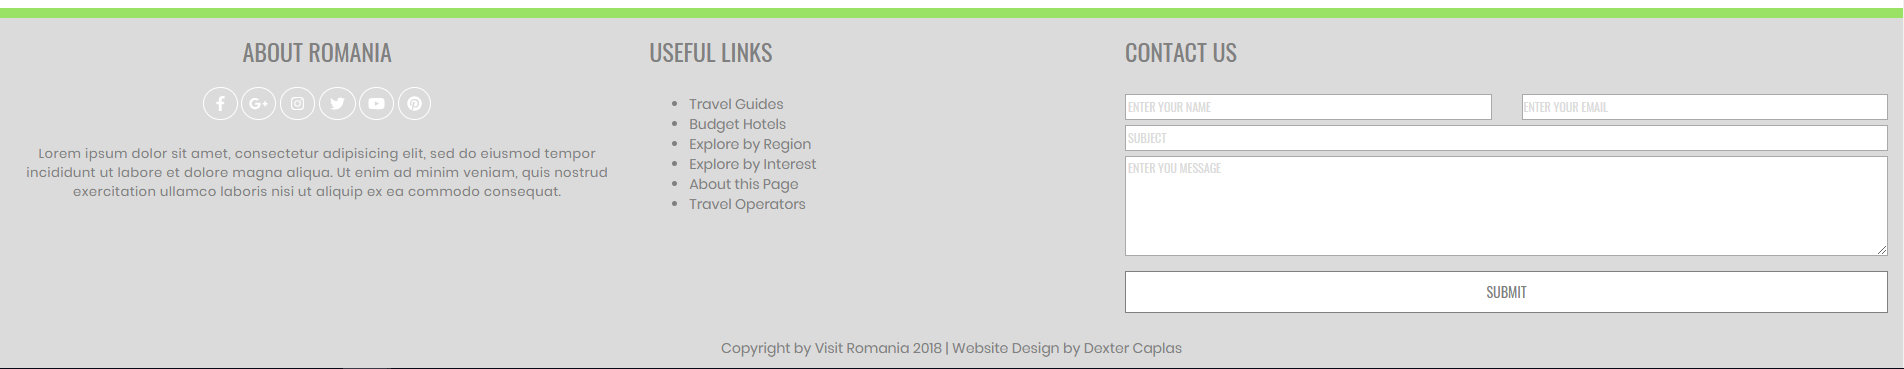 ABOUT ROMANIA
Lorem ipsum dolor sit amet, consectetur adipisicing elit, sed do eiusmod tempor
incididunt ut labore et dolore magna aliqua. Ut enim ad minim veniam, quis nostrud
exercitation ullamco laboris nisi ut aliquip ex ea commodo consequat.
USEFUL LINKS
Travel Guides
Budget Hotels
Explore by Region
Explore by Interest
About this Page
Travel Operators
CONTACT US
ENTER YOUR NAME
ENTER YOUR EMAIL
SUBJECT
ENTER YOU MESSAGE
SUBMIT
Copyright by Visit Romania 2018 | Website Design by Dexter Caplas